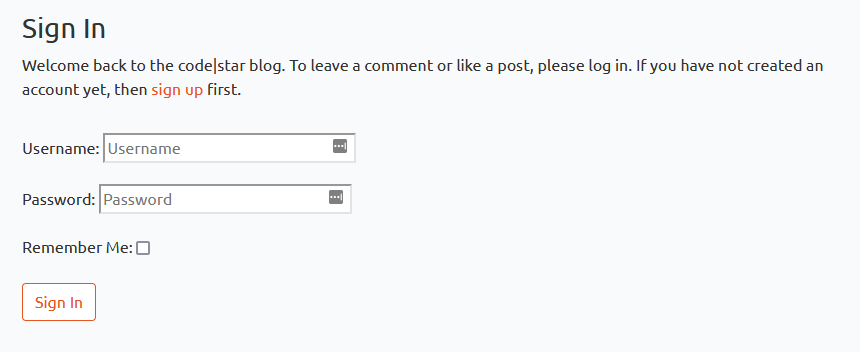 Sign In
Welcome back to the code|star blog. To leave a comment or like a post, please log in. If you have not created an
account yet, then sign up first.
Username: Username
Password: Password
Remember Me:
Sign In